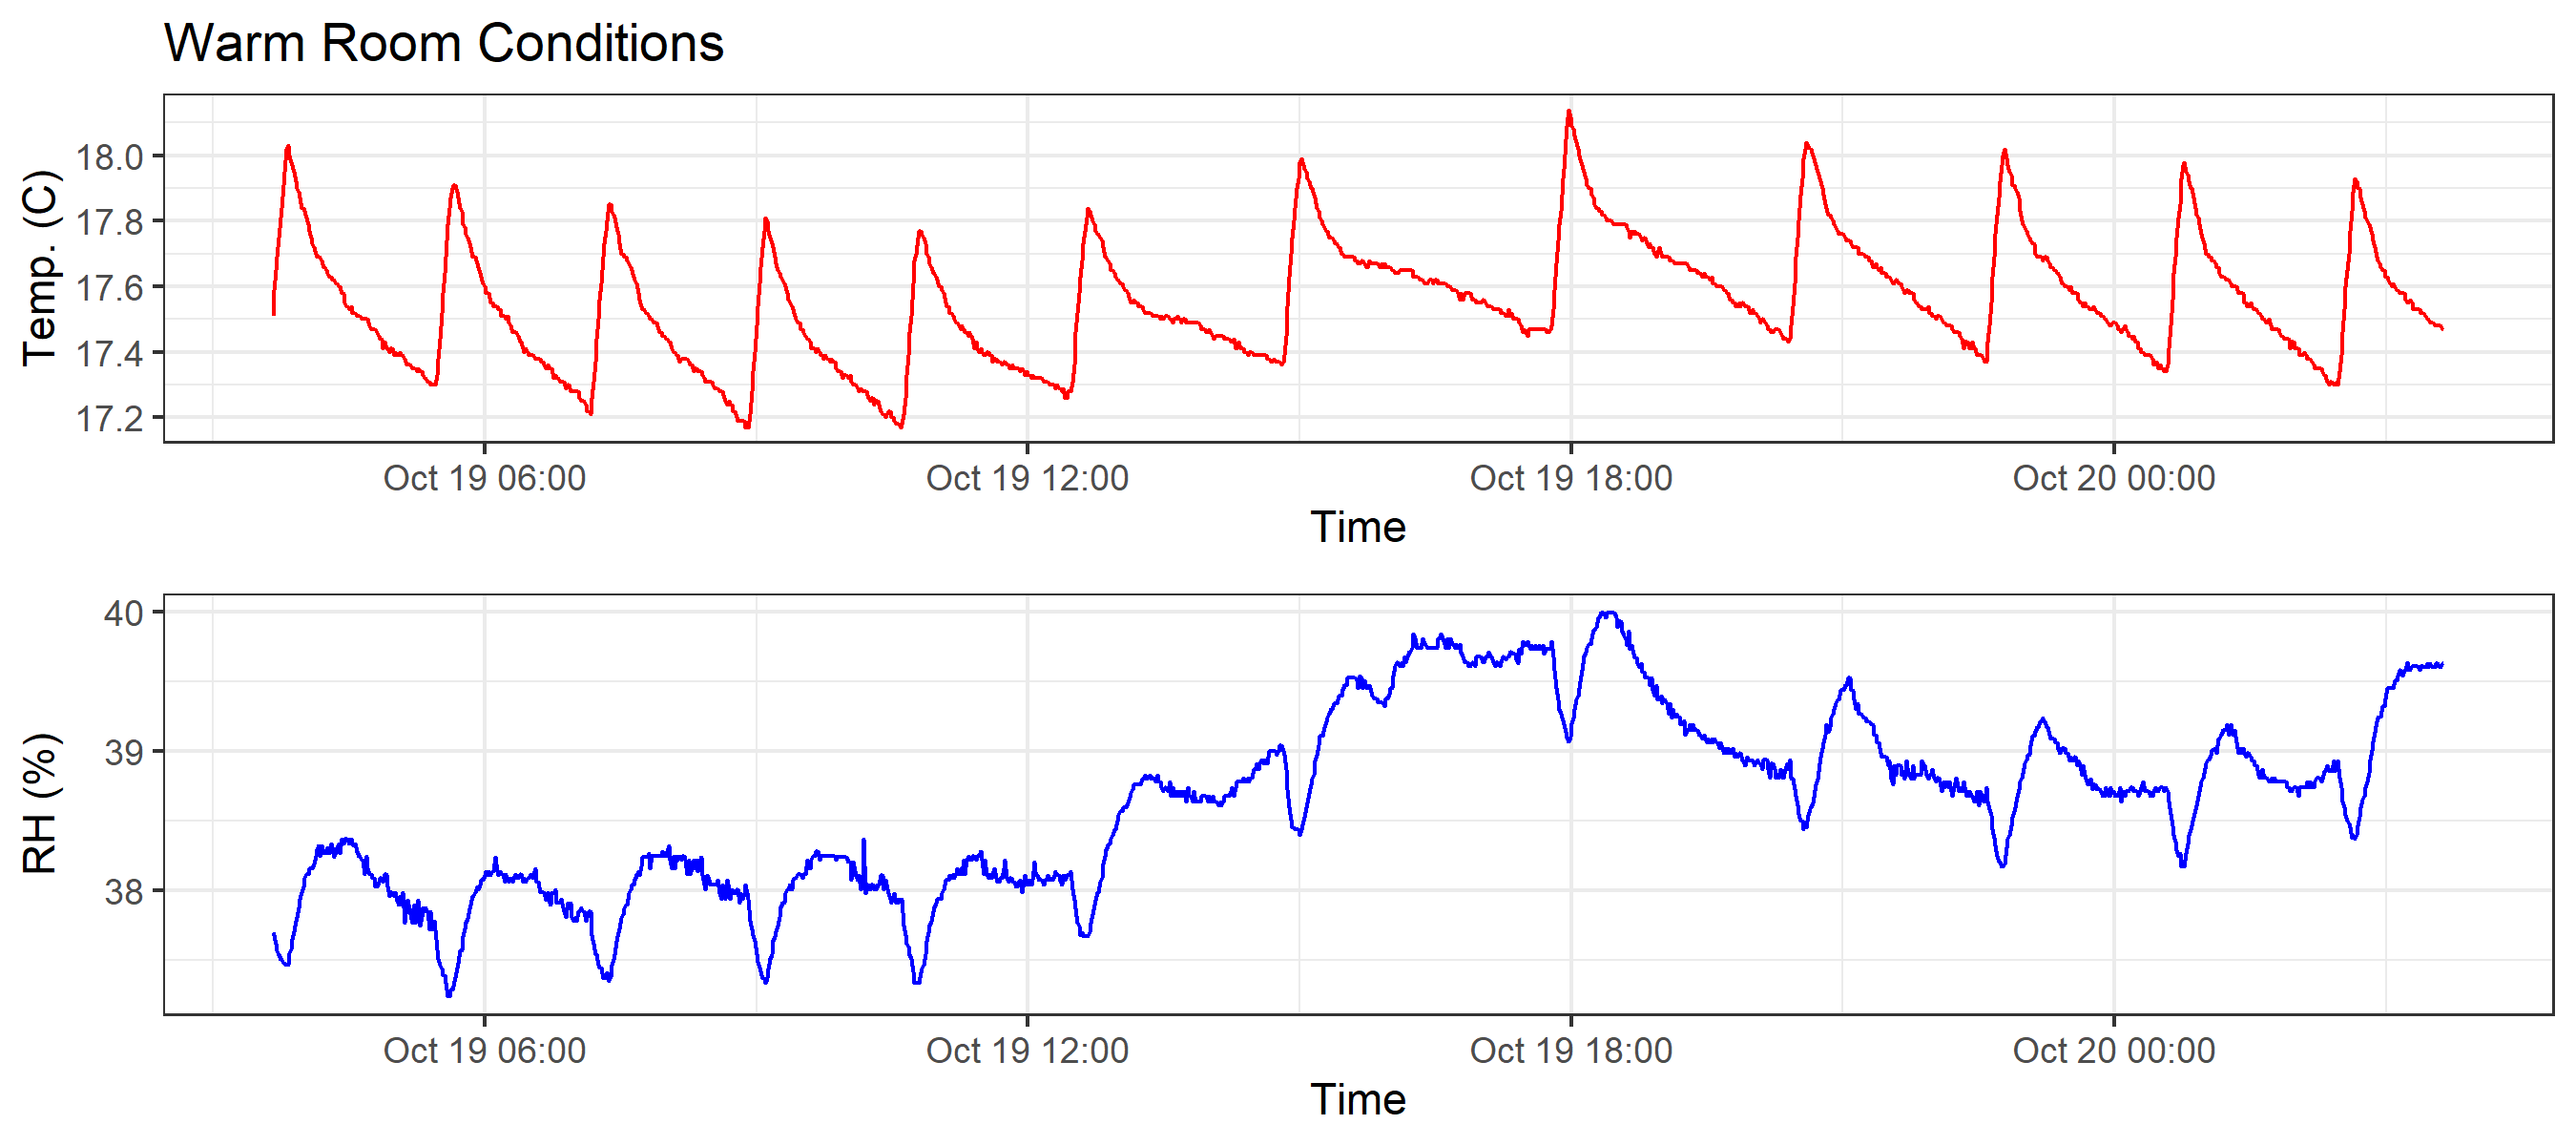 Warm Room Conditions
Temp. (C)
18.0
17.8
17.6
17.4
17.2
Oct 19 06:00 Oct 19 12:00 Oct 19 18:00 Oct 20 00:00
Time
RH (%)
40
39
38
Oct 19 06:00 Oct 19 12:00 Oct 19 18:00 Oct 20 00:00
Time